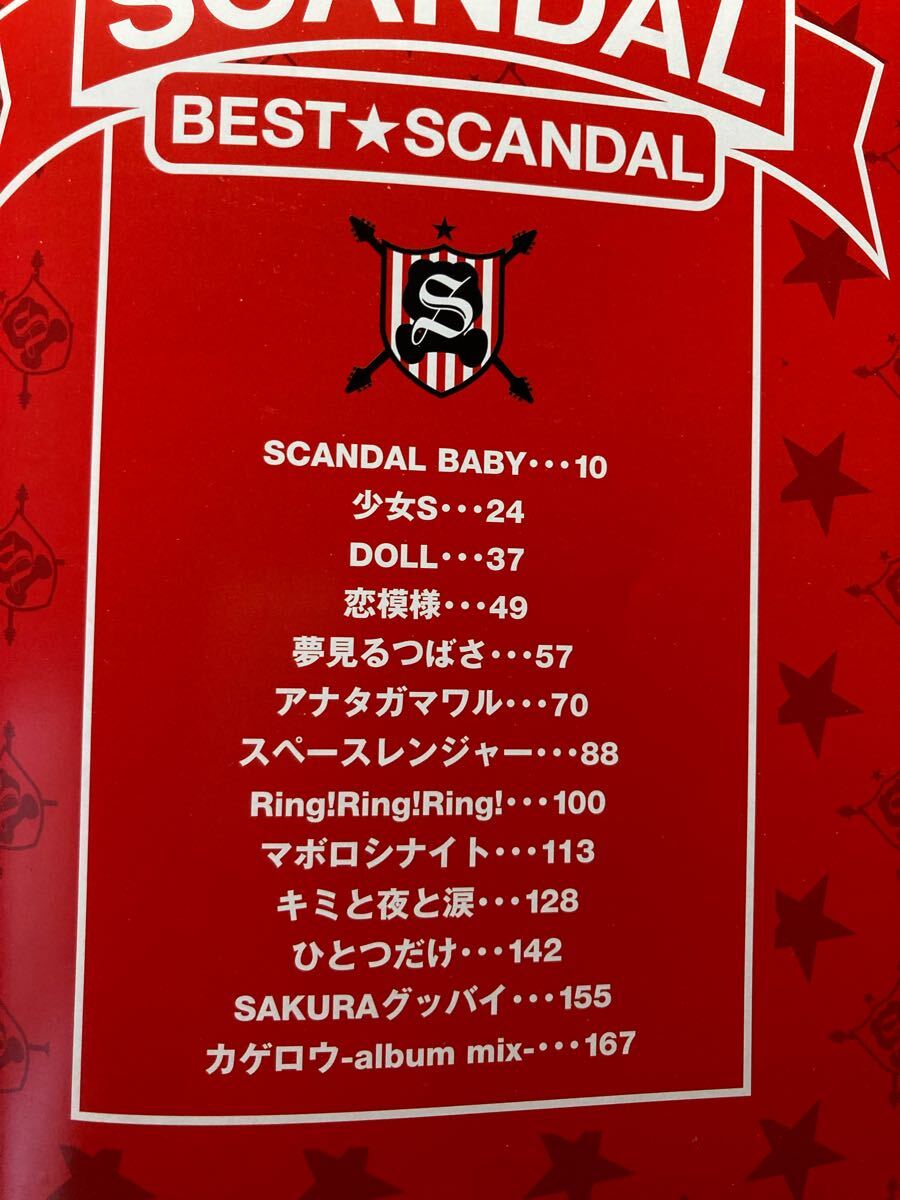 SCANDAL
BEST★SCANDAL
S
SCANDAL BABY・・・10
少女S・・・24
DOLL・・・37
恋模様・・・49
夢見るつばさ・・・57
アナタガマワル・・・70
スペースレンジャー・・・88
Ring!Ring!Ring!・・・100
マボロシナイト・・・113
キミと夜と涙・・・128
ひとつだけ・・・142
SAKURAグッバイ・・・155
カゲロウ-album mix-・・・167